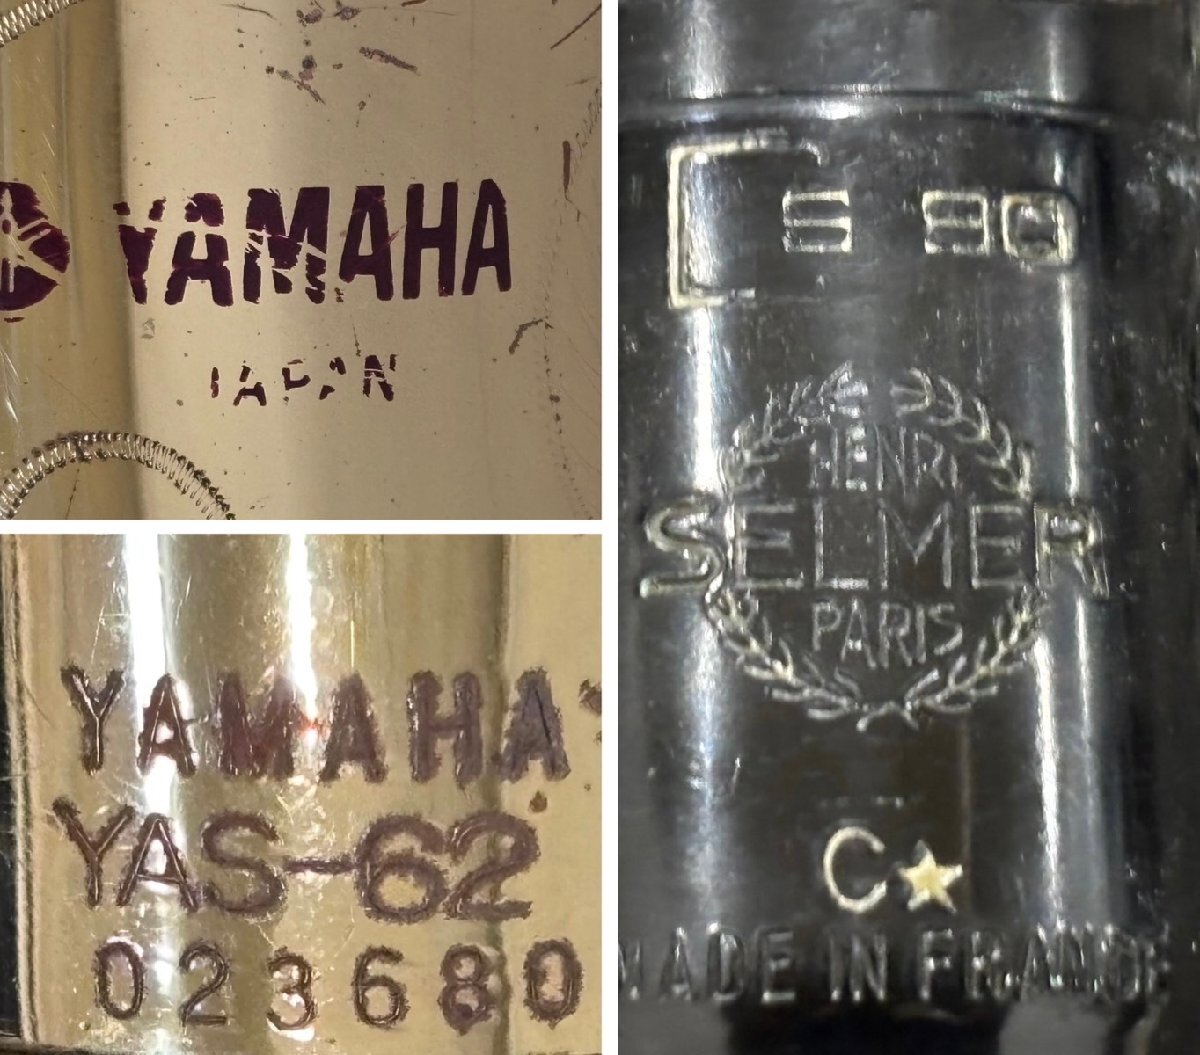 YAMAHA
JAPAN
YAMAHA
YAS-62
023680
S 90
HENRI
SELMER
PARIS
C★
MADE IN FRANCE